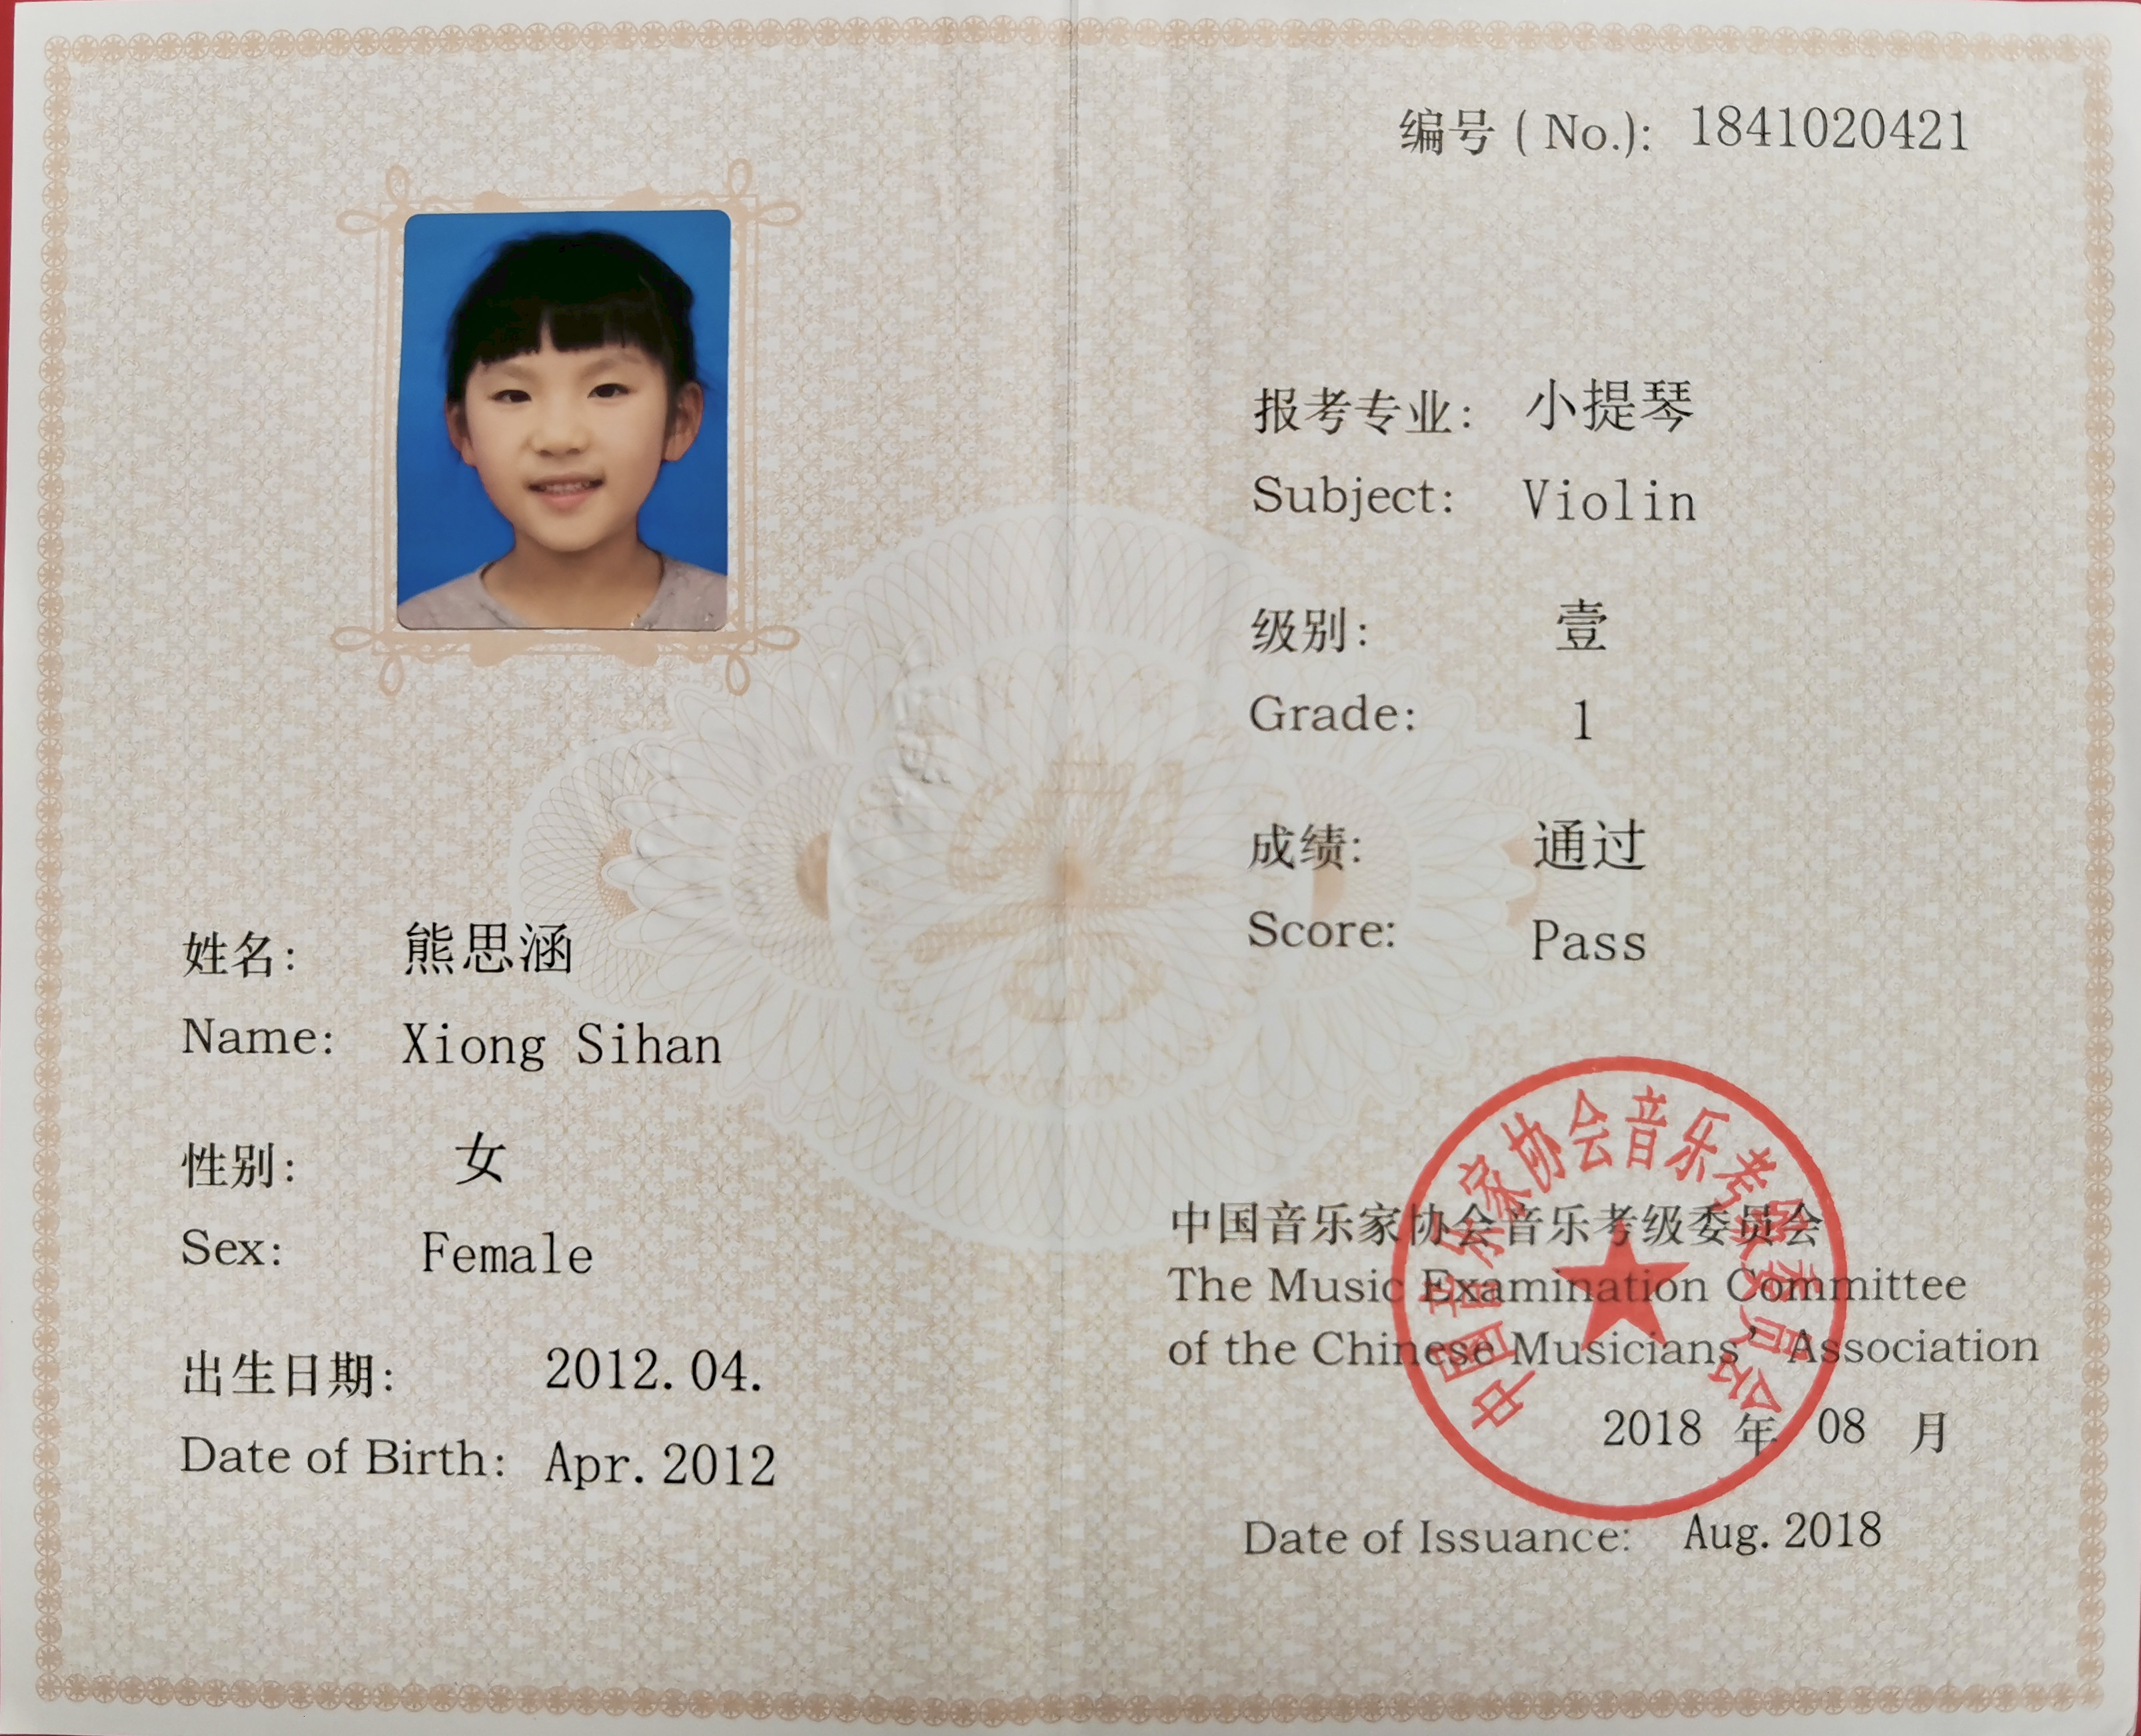 编号 ( No.): 1841020421
报考专业: 小提琴
Subject: Violin
级别: 壹
Grade: 1
成绩: 通过
Score: Pass
姓名: 熊思涵
Name: Xiong Sihan
性别: 女
Sex: Female
出生日期: 2012.04.
Date of Birth: Apr.2012
中国音乐家协会音乐考级委员会
The Music Examination Committee
of the Chinese Musicians' Association
2018 年 08 月
Date of Issuance: Aug.2018
中国音乐家协会音乐考级委员会